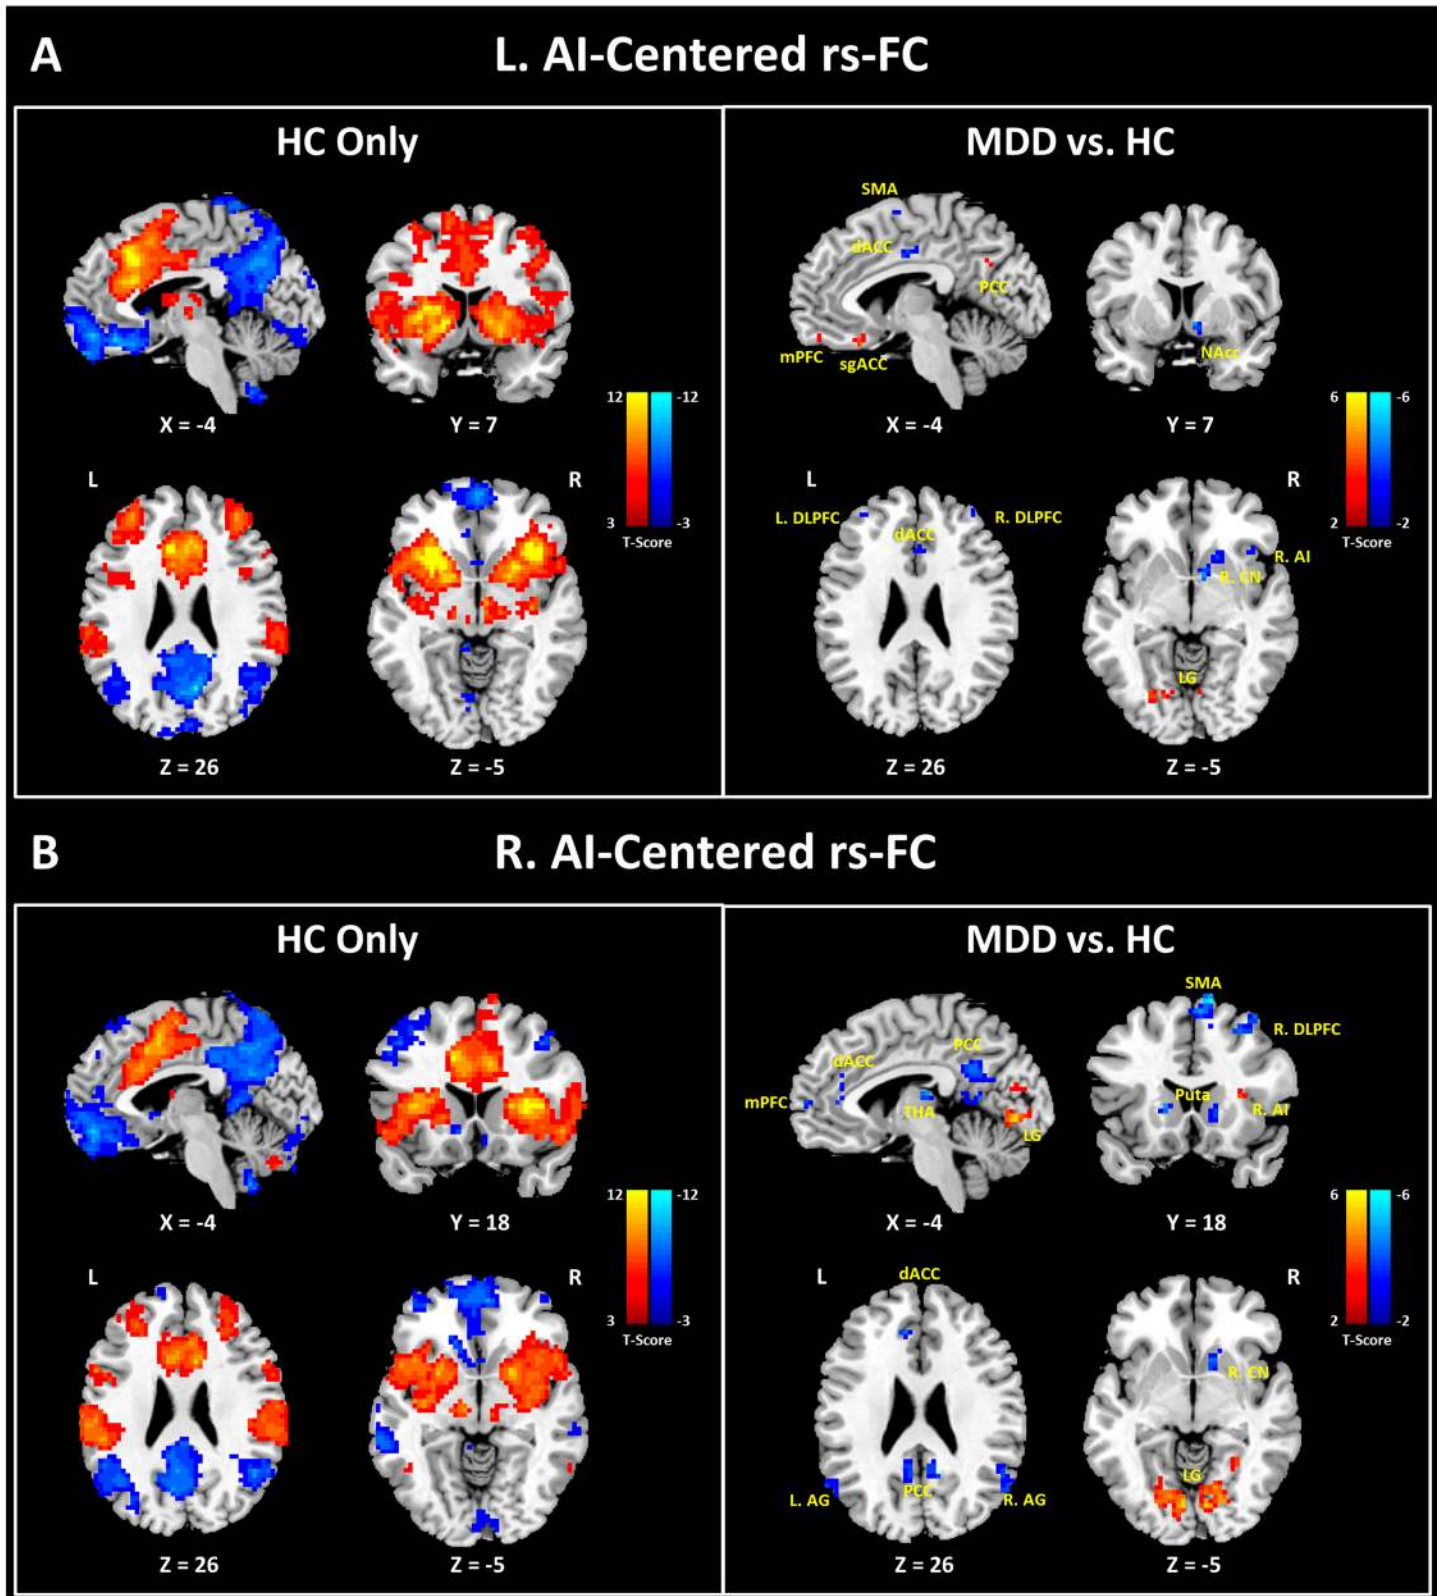 A
L. AI-Centered rs-FC
HC Only
X = -4
Y = 7
12
-12
3
-3
T-Score
L
R
Z = 26
Z = -5
MDD vs. HC
SMA
dACC
PCC
mPFC
sgACC
NAcc
X = -4
Y = 7
6
-6
2
-2
T-Score
L
R
L. DLPFC
R. DLPFC
dACC
R. AI
R. CN
LG
Z = 26
Z = -5
B
R. AI-Centered rs-FC
HC Only
X = -4
Y = 18
12
-12
3
-3
T-Score
L
R
Z = 26
Z = -5
MDD vs. HC
SMA
R. DLPFC
PCC
dACC
mPFC
THA
LG
Puta
R. AI
X = -4
Y = 18
6
-6
2
-2
T-Score
L
R
dACC
R. CN
L. AG
PCC
R. AG
LG
Z = 26
Z = -5